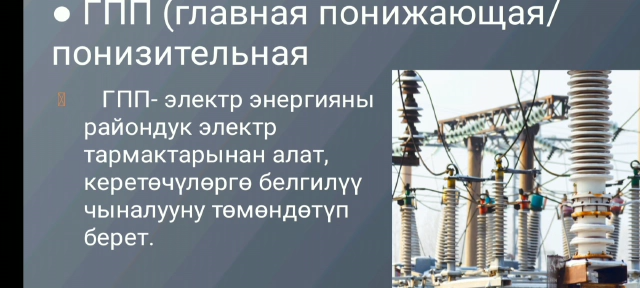 ● ГПП (главная понижающая/
понизительная
ГПП- электр энергияны
райондук электр
тармактарынан алат,
керетөчүлөргө белгилүү
чыналууну төмөндөтүп
берет.